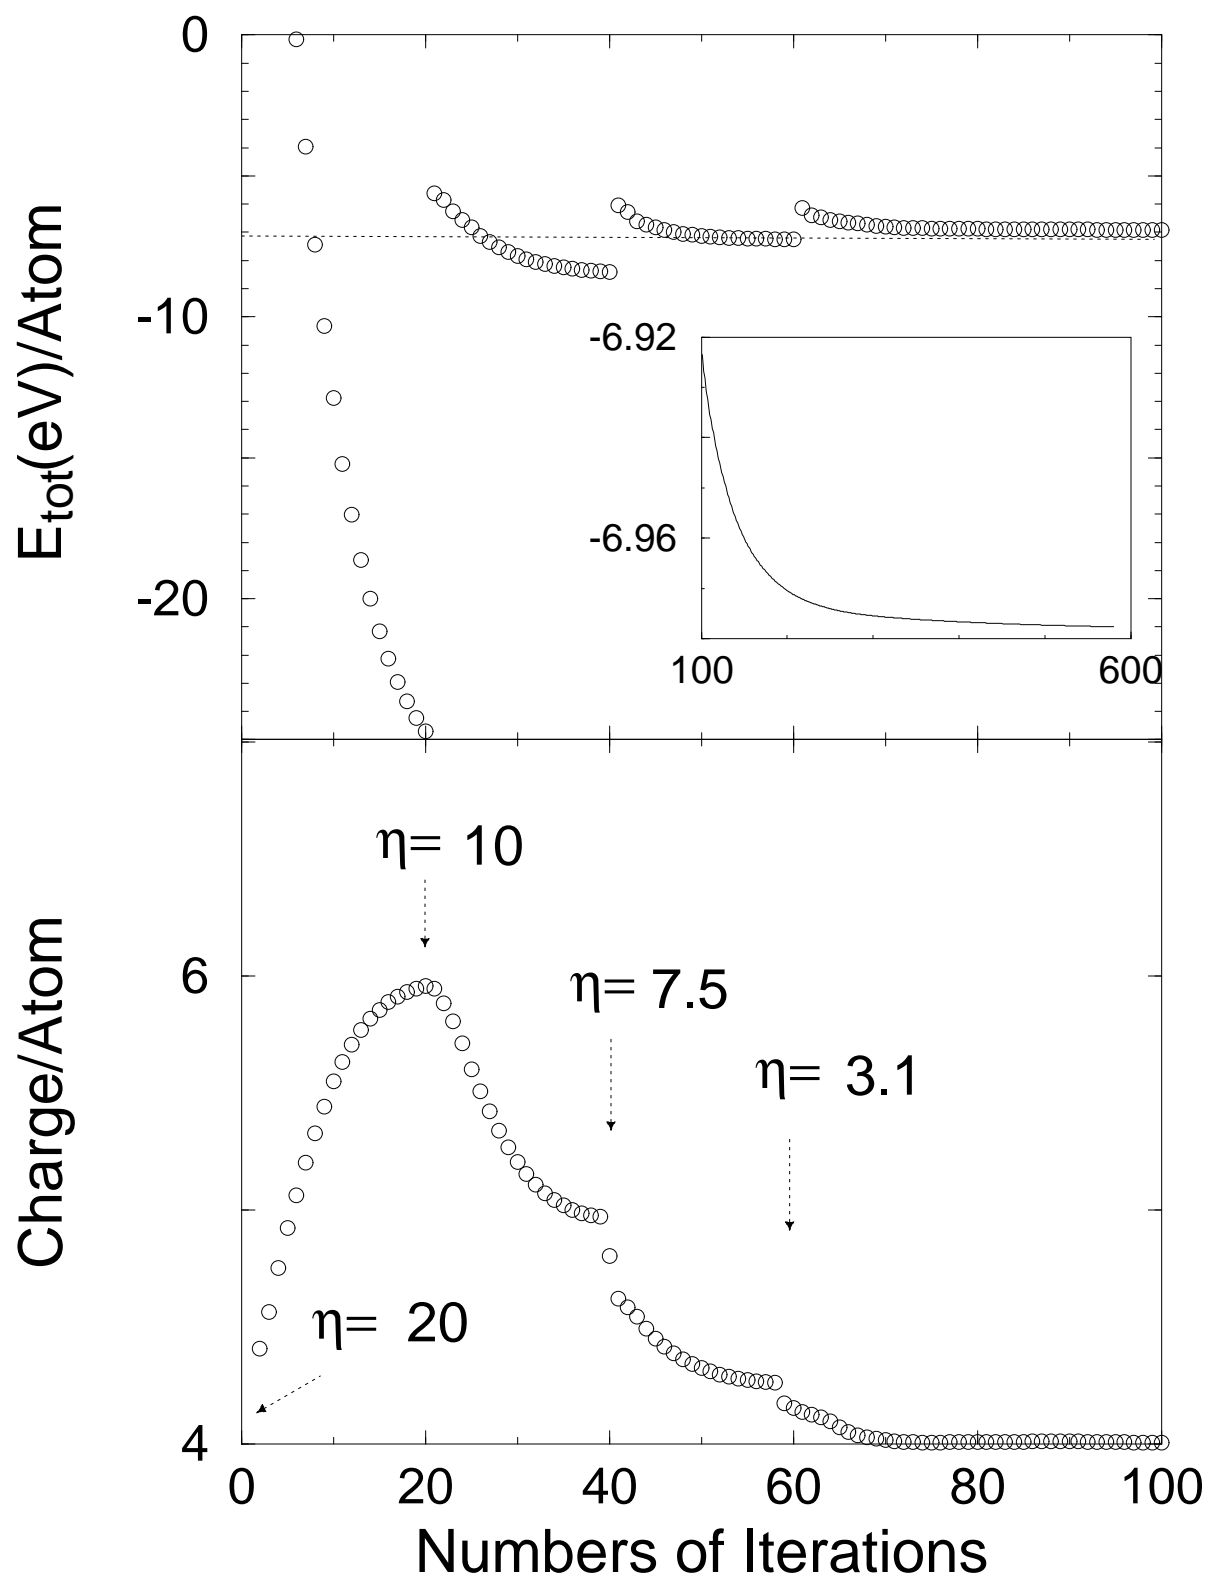 0
-10
-20
E_tot(eV)/Atom
-6.92
-6.96
100 600
η= 10
6
η= 7.5
η= 3.1
Charge/Atom
η= 20
4
0 20 40 60 80 100
Numbers of Iterations